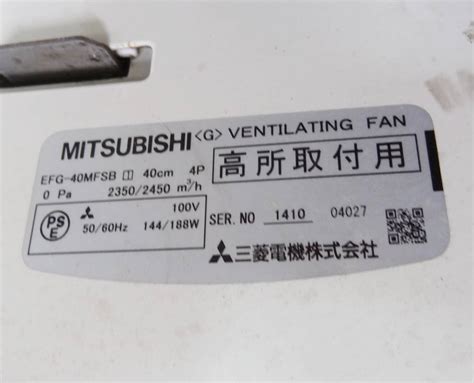 MITSUBISHI <G> VENTILATING FAN
EFG-40MFSB 40cm 4P
0 Pa 2350/2450 m³/h
高所取付用
PSE
100V
50/60Hz 144/188W
SER.NO 1410 04027
三菱電機株式会社